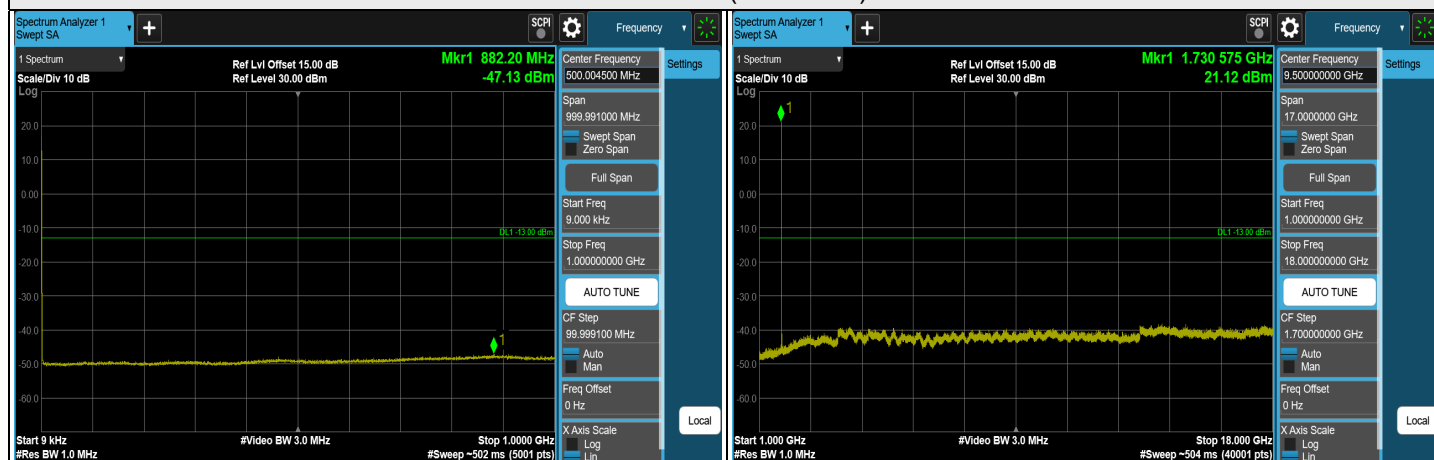 Spectrum Analyzer 1
Swept SA
+
SCPI
Frequency
1 Spectrum
Scale/Div 10 dB
Log
Ref Lvl Offset 15.00 dB
Ref Level 30.00 dBm
Mkr1 882.20 MHz
-47.13 dBm
20.0
10.0
0.00
-10.0
-20.0
-30.0
-40.0
-50.0
-60.0
DL1 -13.00 dBm
1
Start 9 kHz
#Res BW 1.0 MHz
#Video BW 3.0 MHz
Stop 1.0000 GHz
#Sweep ~502 ms (5001 pts)
Center Frequency
500.004500 MHz
Span
999.991000 MHz
Swept Span
Zero Span
Full Span
Start Freq
9.000 kHz
Stop Freq
1.000000000 GHz
AUTO TUNE
CF Step
99.999100 MHz
Auto
Man
Freq Offset
0 Hz
X Axis Scale
Log
Lin
Settings
Local
Spectrum Analyzer 1
Swept SA
+
SCPI
Frequency
1 Spectrum
Scale/Div 10 dB
Log
Ref Lvl Offset 15.00 dB
Ref Level 30.00 dBm
Mkr1 1.730 575 GHz
21.12 dBm
1
20.0
10.0
0.00
-10.0
-20.0
-30.0
-40.0
-50.0
-60.0
DL1 -13.00 dBm
Start 1.000 GHz
#Res BW 1.0 MHz
#Video BW 3.0 MHz
Stop 18.000 GHz
#Sweep ~504 ms (40001 pts)
Center Frequency
9.500000000 GHz
Span
17.0000000 GHz
Swept Span
Zero Span
Full Span
Start Freq
1.000000000 GHz
Stop Freq
18.000000000 GHz
AUTO TUNE
CF Step
1.700000000 GHz
Auto
Man
Freq Offset
0 Hz
X Axis Scale
Log
Lin
Settings
Local